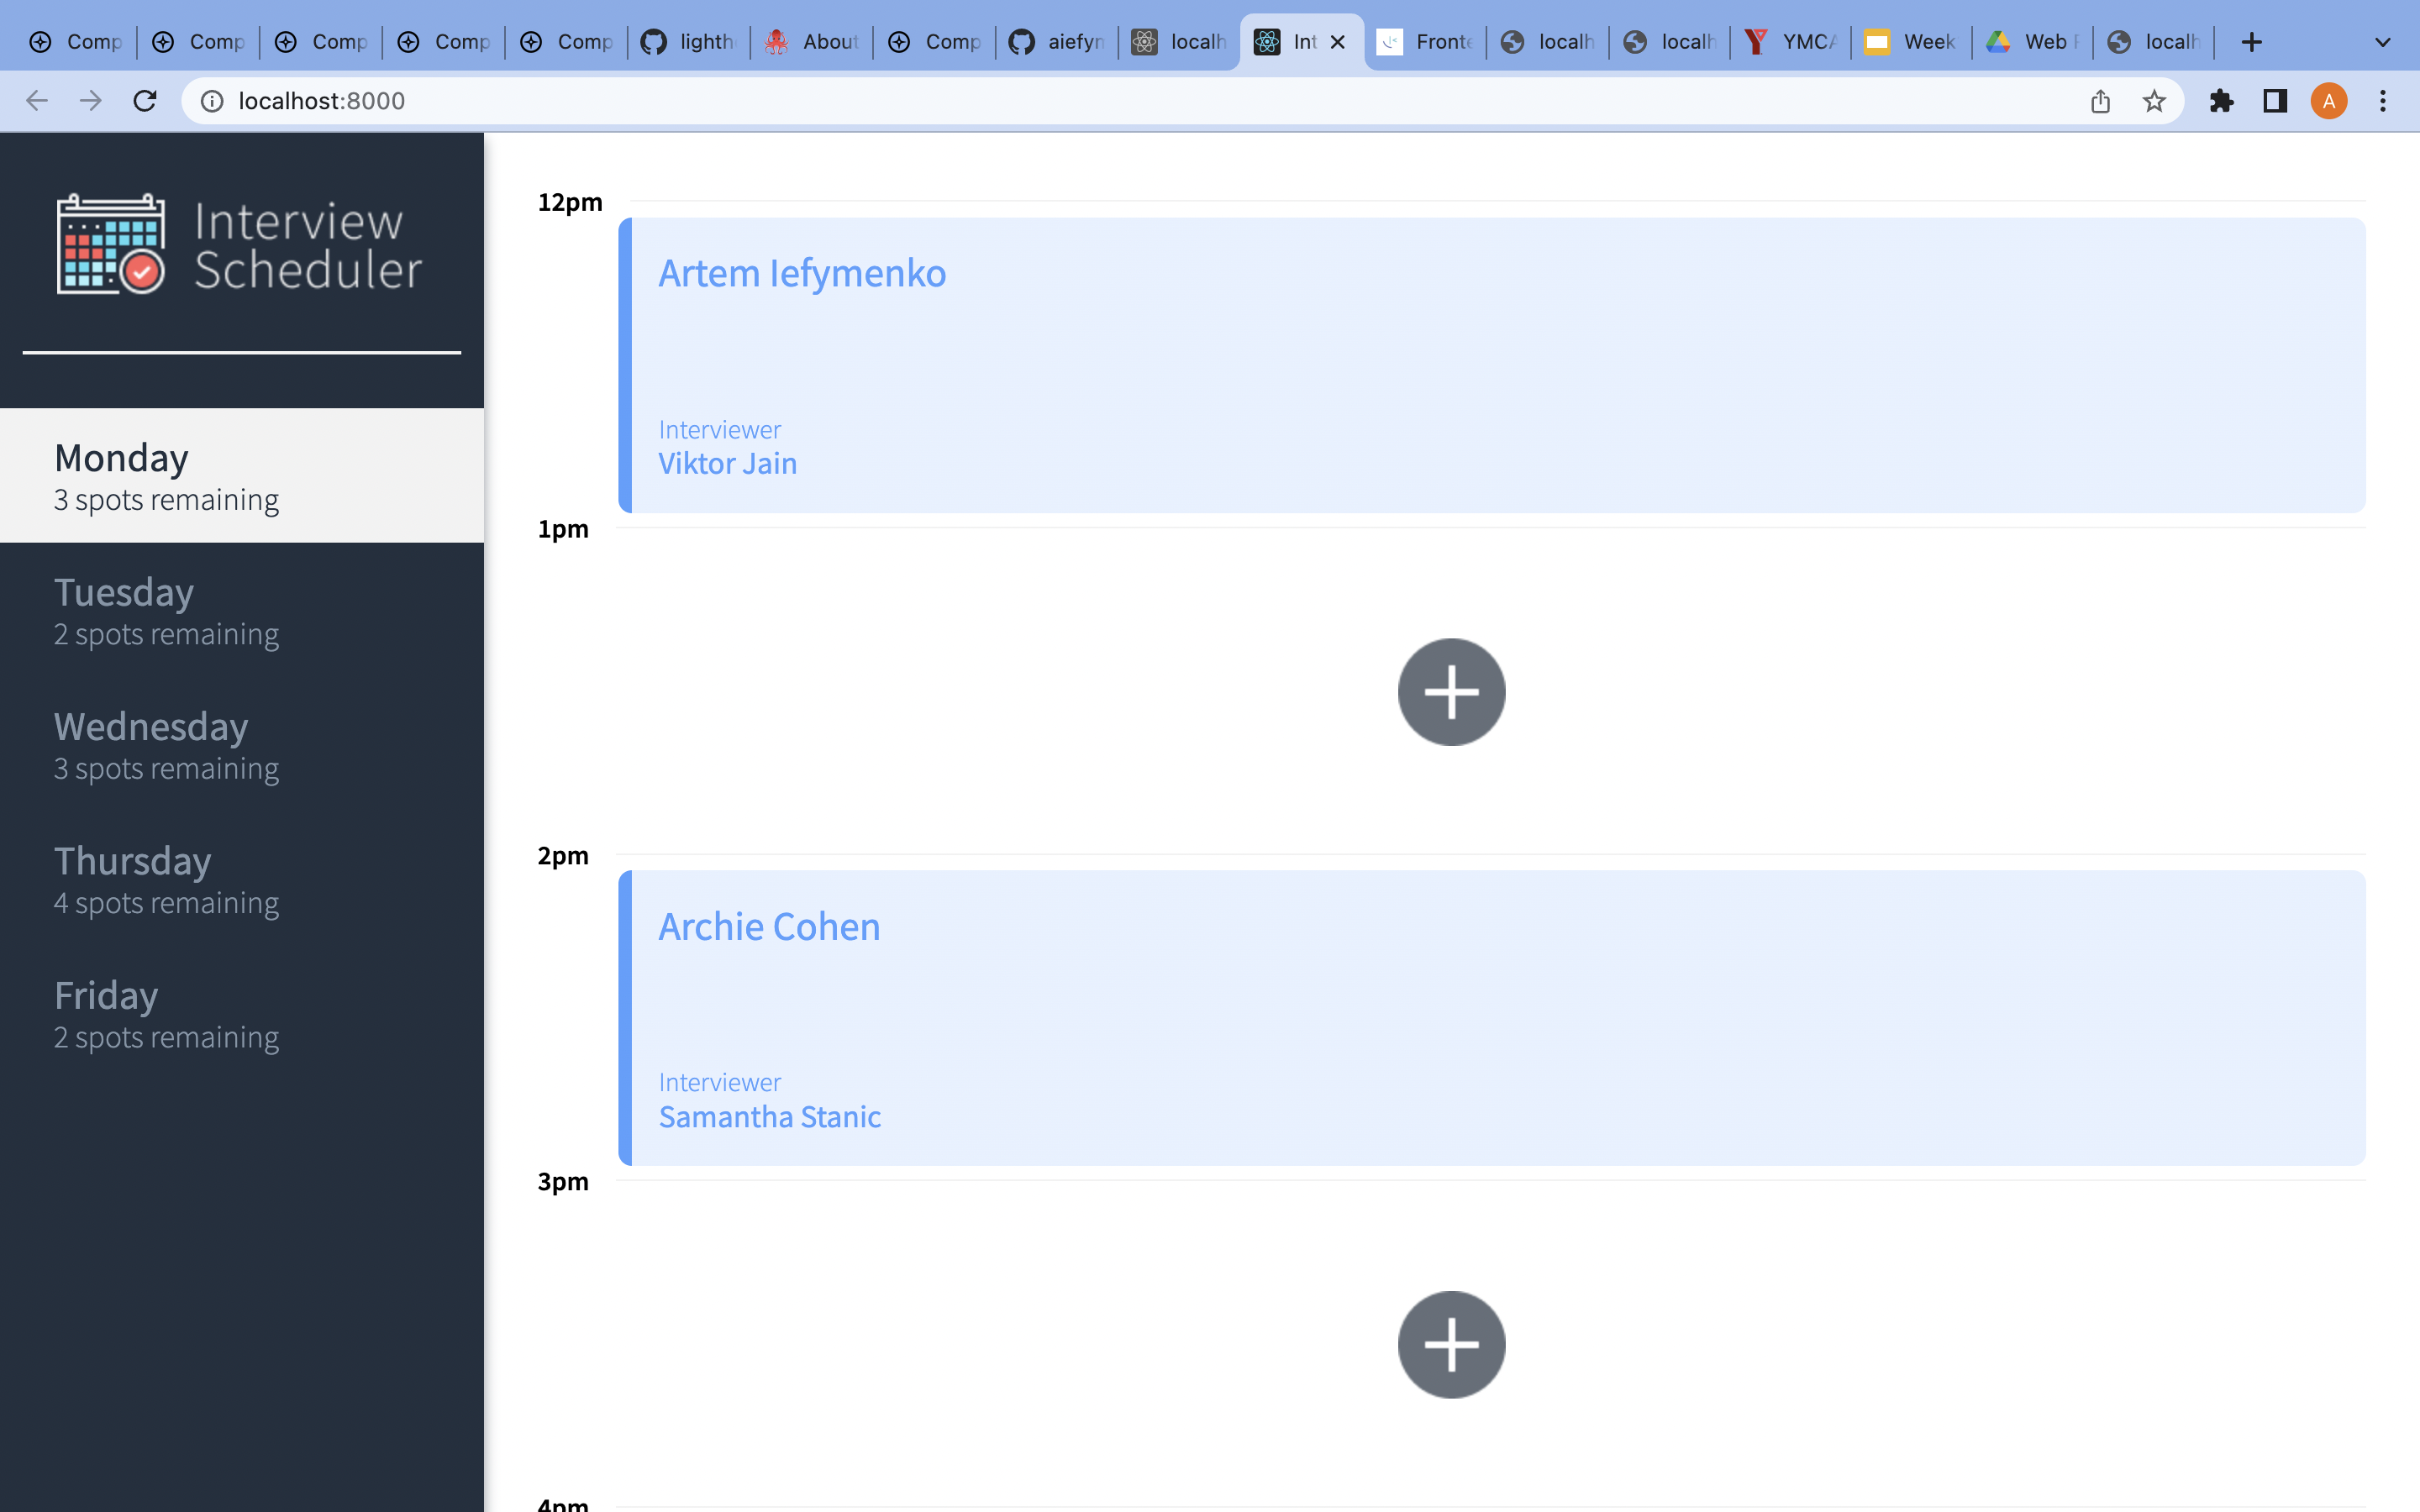 Comp Comp Comp Comp Comp lighth About Comp aiefyn localh Int Fronte localh localh YMCA Week Web localh
localhost:8000
A
Interview
Scheduler
Monday
3 spots remaining
Tuesday
2 spots remaining
Wednesday
3 spots remaining
Thursday
4 spots remaining
Friday
2 spots remaining
12pm
Artem Iefymenko
Interviewer
Viktor Jain
1pm
2pm
Archie Cohen
Interviewer
Samantha Stanic
3pm
4pm